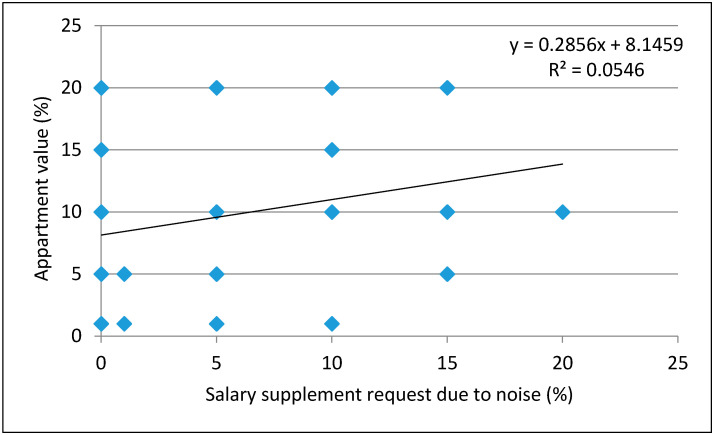 25
y = 0.2856x + 8.1459
R² = 0.0546
20
15
10
5
0
Appartment value (%)
0 5 10 15 20 25
Salary supplement request due to noise (%)